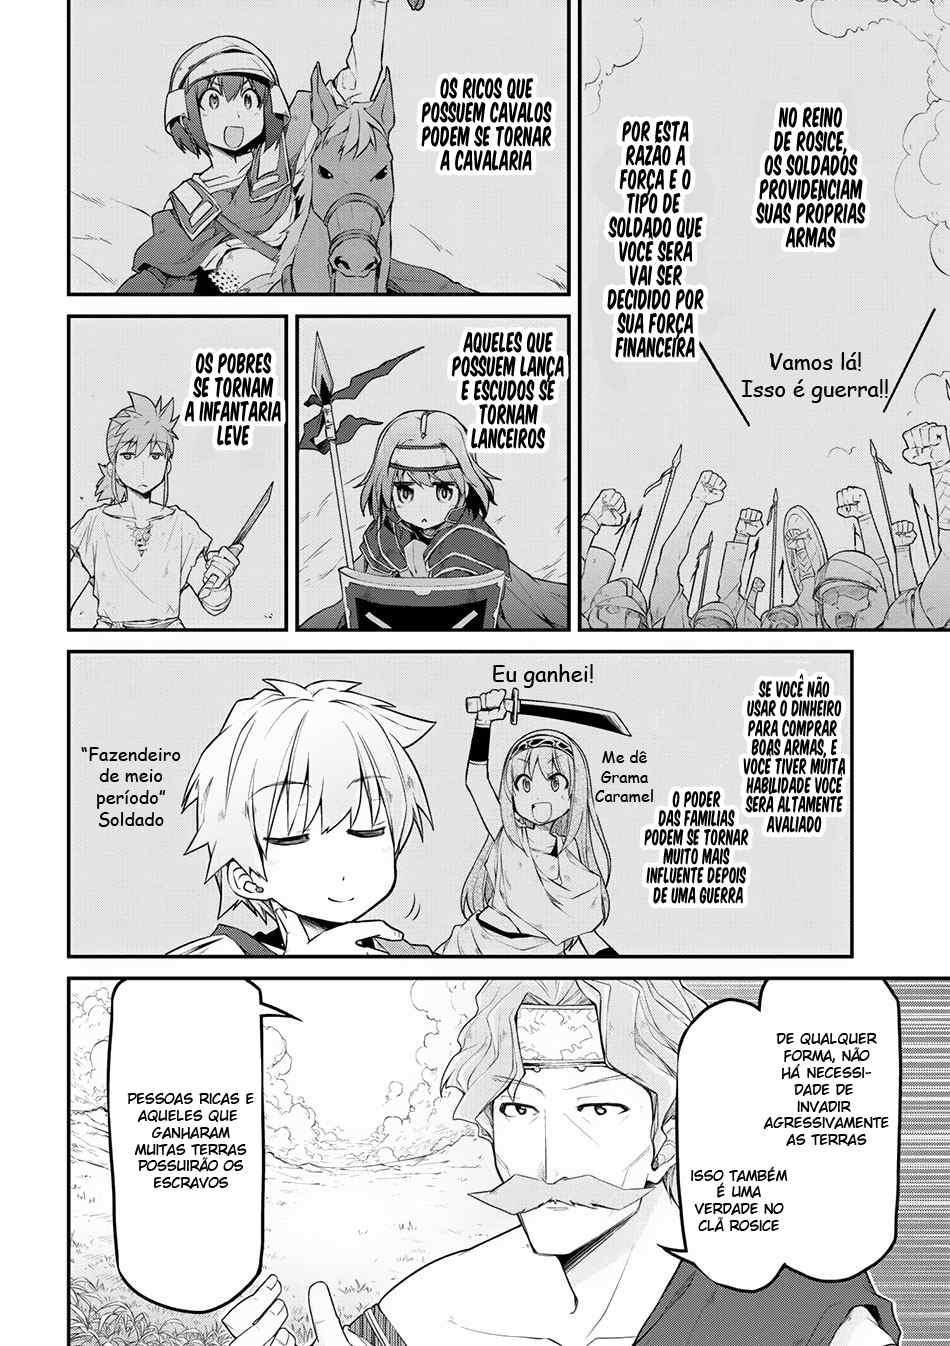 NO REINO
DE ROSICE,
OS SOLDADOS
PROVIDENCIAM
SUAS PRÓPRIAS
ARMAS
POR ESTA
RAZÃO A
FORÇA E O
TIPO DE
SOLDADO QUE
VOCÊ SERA
VAI SER
DECIDIDO POR
SUA FORÇA
FINANCEIRA
Vamos lá!
Isso é guerra!!
OS RICOS QUE
POSSUEM CAVALOS
PODEM SE TORNAR
A CAVALARIA
AQUELES QUE
POSSUEM LANÇA
E ESCUDOS SE
TORNAM
LANCEIROS
OS POBRES
SE TORNAM
A INFANTARIA
LEVE
SE VOCÊ NÃO
USAR O DINHEIRO
PARA COMPRAR
BOAS ARMAS, E
VOCE TIVER MUITA
HABILIDADE VOCÊ
SERA ALTAMENTE
AVALIADO
O PODER
DAS FAMILIAS
PODEM SE TORNAR
MUITO MAIS
INFLUENTE DEPOIS
DE UMA GUERRA
Eu ganhei!
Me dê
Grama
Caramel
"Fazendeiro
de meio
período"
Soldado
DE QUALQUER
FORMA, NÃO
HÁ NECESSI-
DADE DE
INVADIR
AGRESSIVAMENTE
AS TERRAS
ISSO TAMBÉM
É UMA
VERDADE NO
CLÃ ROSICE
PESSOAS RICAS E
AQUELES QUE
GANHARAM
MUITAS TERRAS
POSSUIRÃO OS
ESCRAVOS